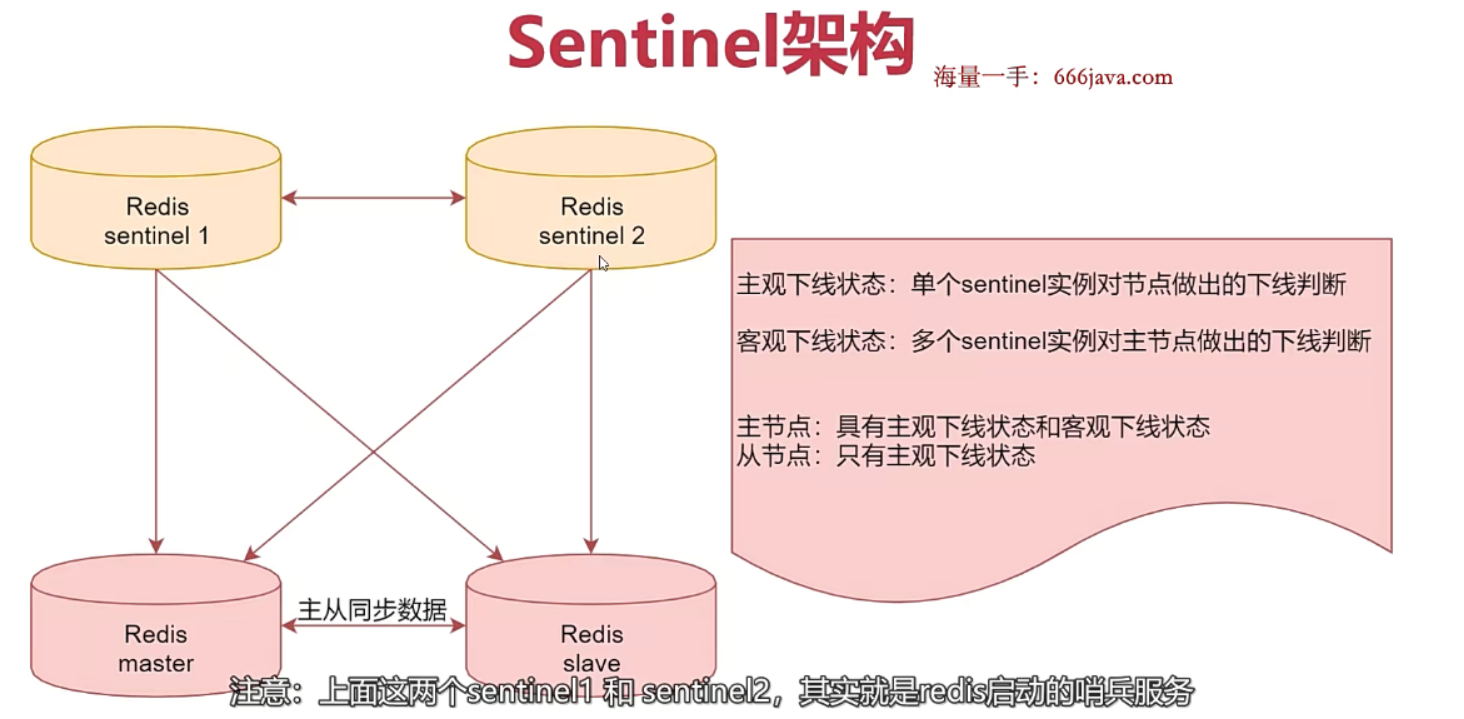 Sentinel架构
海量一手：666java.com
Redis
sentinel 1
Redis
sentinel 2
主观下线状态：单个sentinel实例对节点做出的下线判断
客观下线状态：多个sentinel实例对主节点做出的下线判断
主节点：具有主观下线状态和客观下线状态
从节点：只有主观下线状态
主从同步数据
Redis
master
Redis
slave
注意：上面这两个sentinel1 和 sentinel2，其实就是redis启动的哨兵服务